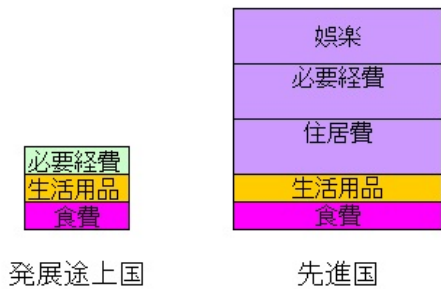 娯楽
必要経費
住居費
生活用品
食費
必要経費
生活用品
食費
発展途上国
先進国